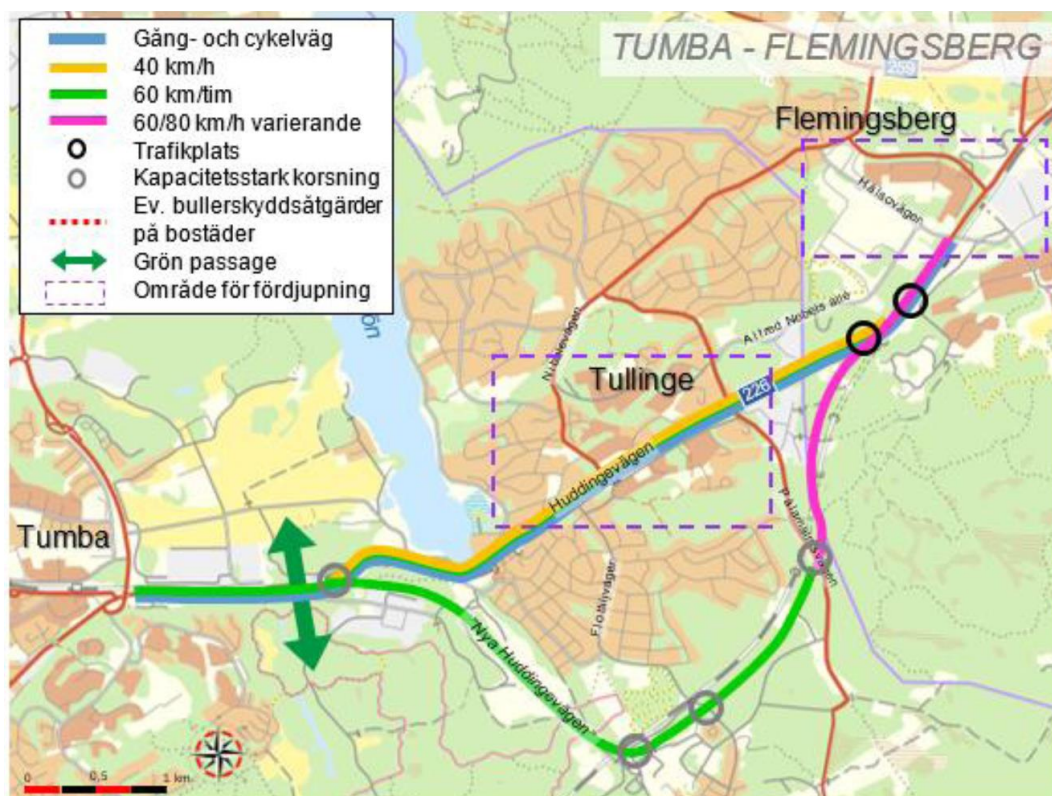 Gång- och cykelväg
40 km/h
60 km/tim
60/80 km/h varierande
Trafikplats
Kapacitetsstark korsning
Ev. bullerskyddsåtgärder
på bostäder
Grön passage
Område för fördjupning
TUMBA - FLEMINGSBERG
259
Flemingsberg
Hälsovägen
Alfred Nobels allé
Nibblevägen
Tullinge
226
Huddingevägen
Tumba
Pålamalmsvägen
Flottiljvägen
"Nya Huddingevägen"
0 0,5 1 km